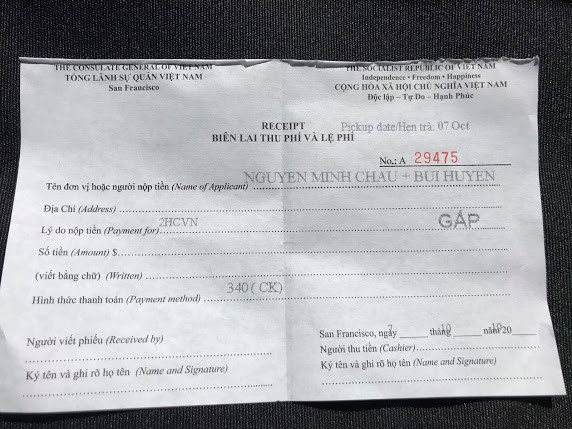 THE CONSULATE GENERAL OF VIET NAM
TỔNG LÃNH SỰ QUÁN VIỆT NAM
San Francisco
THE SOCIALIST REPUBLIC OF VIET NAM
Independence - Freedom - Happiness
CỘNG HÒA XÃ HỘI CHỦ NGHĨA VIỆT NAM
Độc lập – Tự Do – Hạnh Phúc
RECEIPT
Pickup date/Hẹn trả: 07 Oct
BIÊN LAI THU PHÍ VÀ LỆ PHÍ
No.: A 29475
Tên đơn vị hoặc người nộp tiền (Name of Applicant) NGUYEN MINH CHAU + BUI HUYEN
Địa Chỉ (Address)
Lý do nộp tiền (Payment for) 2HCVN GẤP
Số tiền (Amount) $
(viết bằng chữ) (Written)
Hình thức thanh toán (Payment method) 340 ( CK)
Người viết phiếu (Received by)
Ký tên và ghi rõ họ tên (Name and Signature)
San Francisco, ngày 7 tháng 10 năm 20
Người thu tiền (Cashier)
Ký tên và ghi rõ họ tên (Name and Signature)